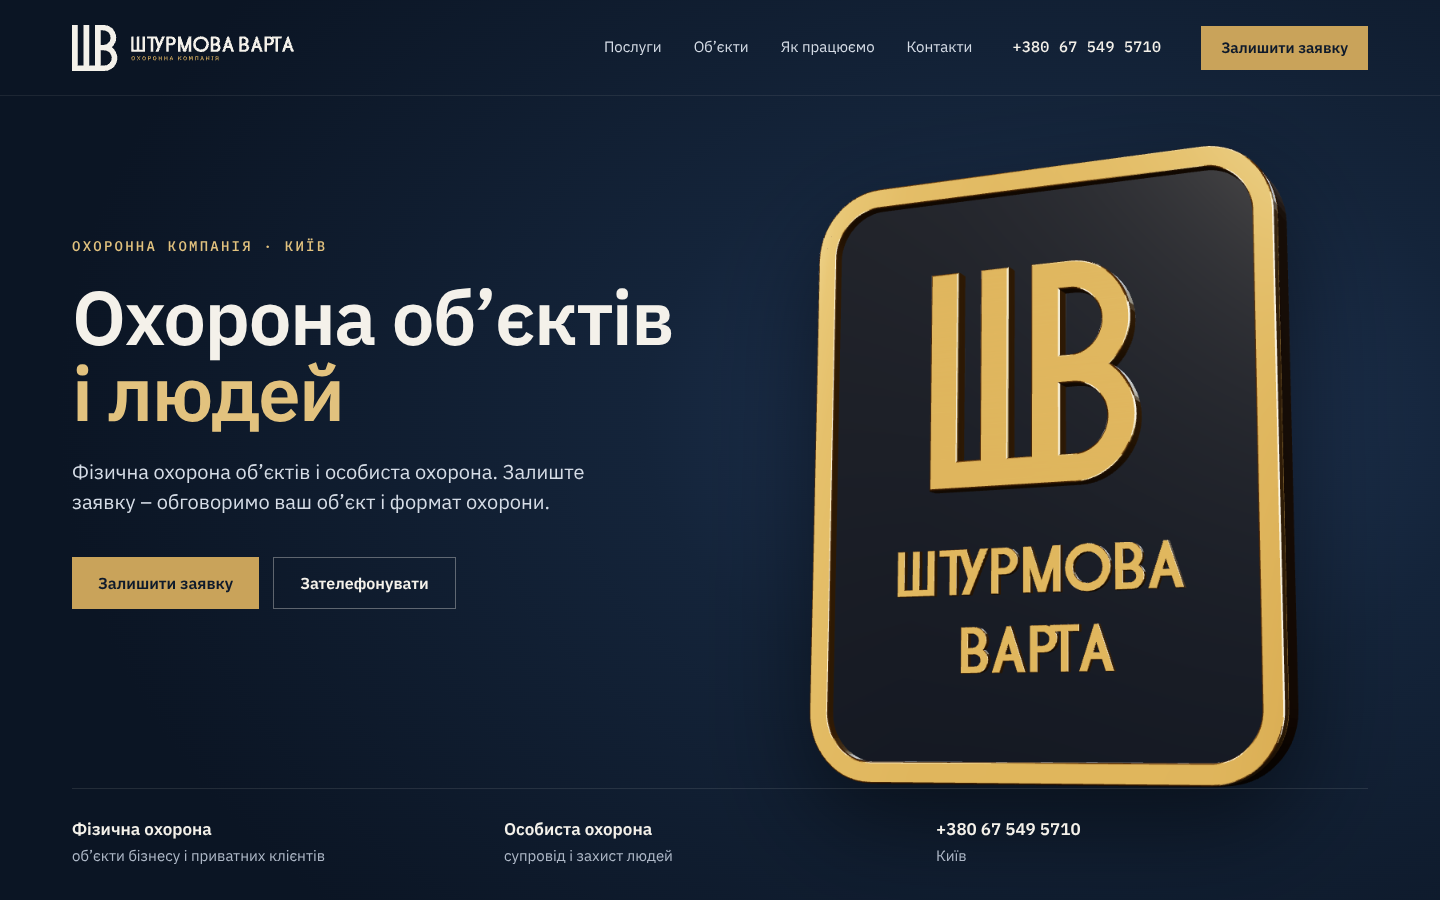 ШВ
ШТУРМОВА ВАРТА
ОХОРОННА КОМПАНІЯ
Послуги
Об’єкти
Як працюємо
Контакти
+380 67 549 5710
Залишити заявку
ОХОРОННА КОМПАНІЯ · КИЇВ
Охорона об’єктів
і людей
Фізична охорона об’єктів і особиста охорона. Залиште
заявку – обговоримо ваш об’єкт і формат охорони.
Залишити заявку
Зателефонувати
ШВ
ШТУРМОВА
ВАРТА
Фізична охорона
об’єкти бізнесу і приватних клієнтів
Особиста охорона
супровід і захист людей
+380 67 549 5710
Київ